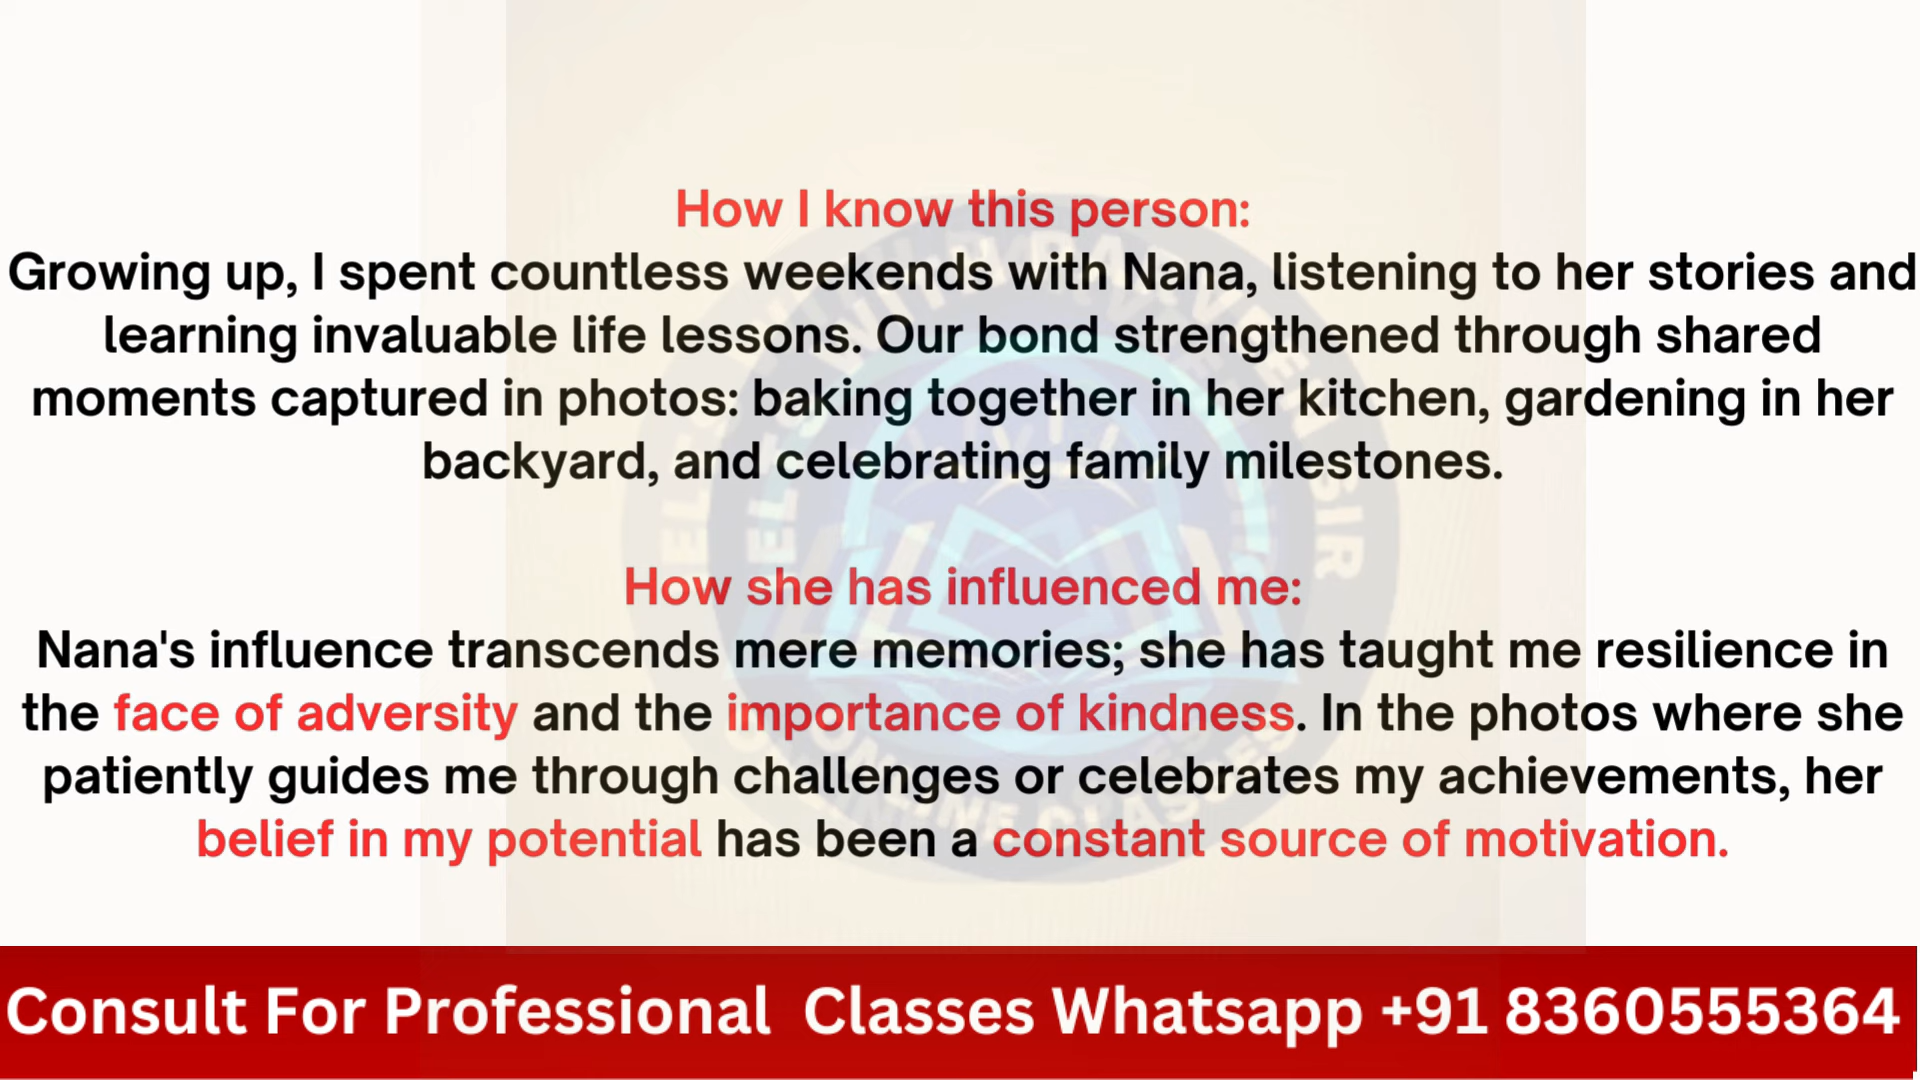 How I know this person:
Growing up, I spent countless weekends with Nana, listening to her stories and
learning invaluable life lessons. Our bond strengthened through shared
moments captured in photos: baking together in her kitchen, gardening in her
backyard, and celebrating family milestones.
How she has influenced me:
Nana's influence transcends mere memories; she has taught me resilience in
the face of adversity and the importance of kindness. In the photos where she
patiently guides me through challenges or celebrates my achievements, her
belief in my potential has been a constant source of motivation.
Consult For Professional Classes Whatsapp +91 8360555364